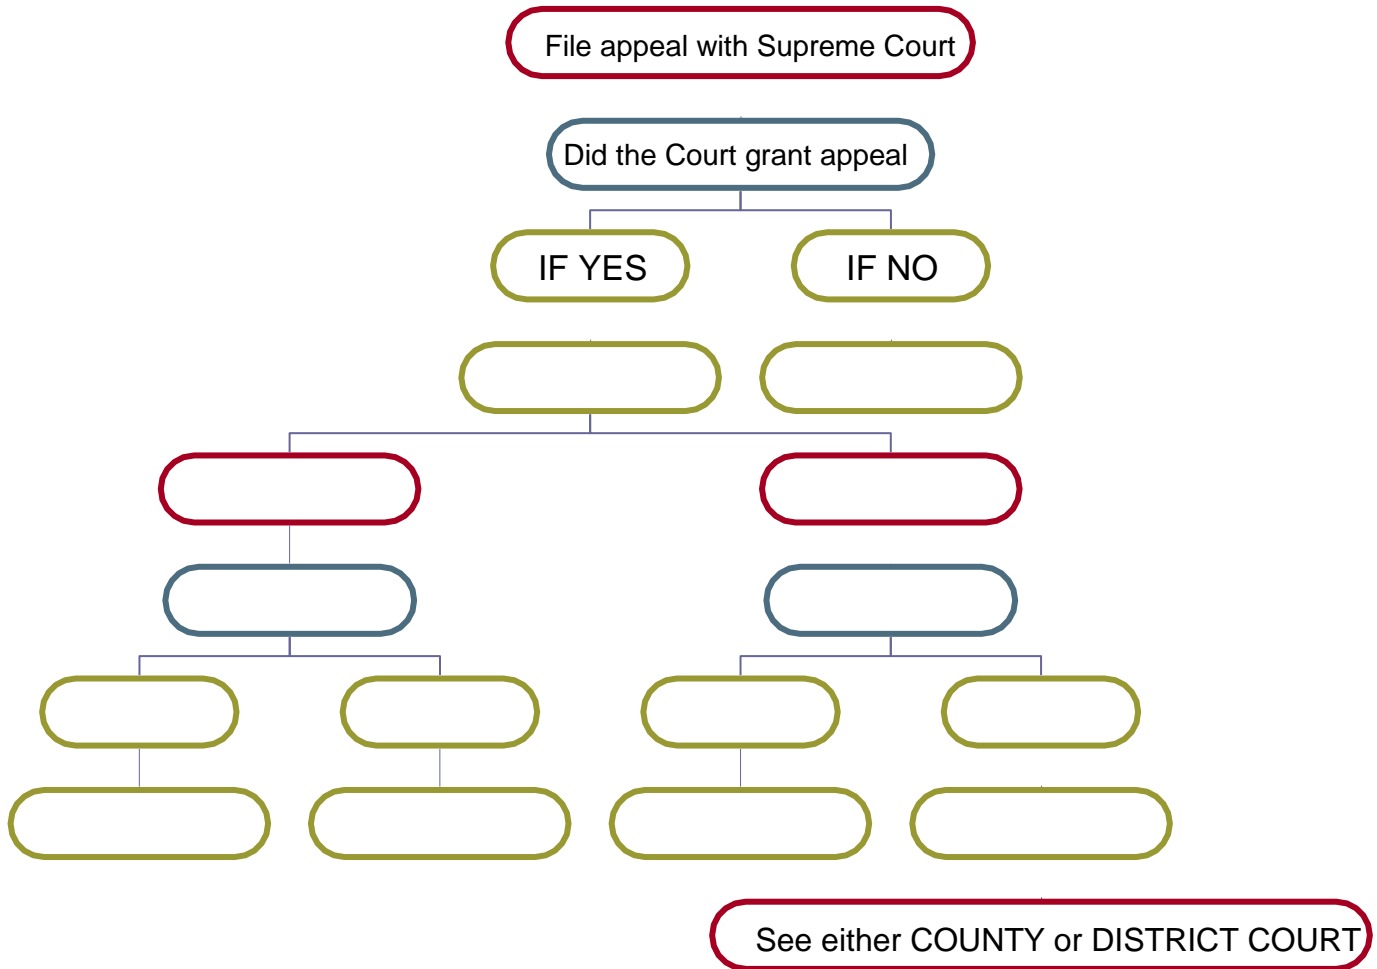 File appeal with Supreme Court
Did the Court grant appeal
IF YES
IF NO
See either COUNTY or DISTRICT COURT